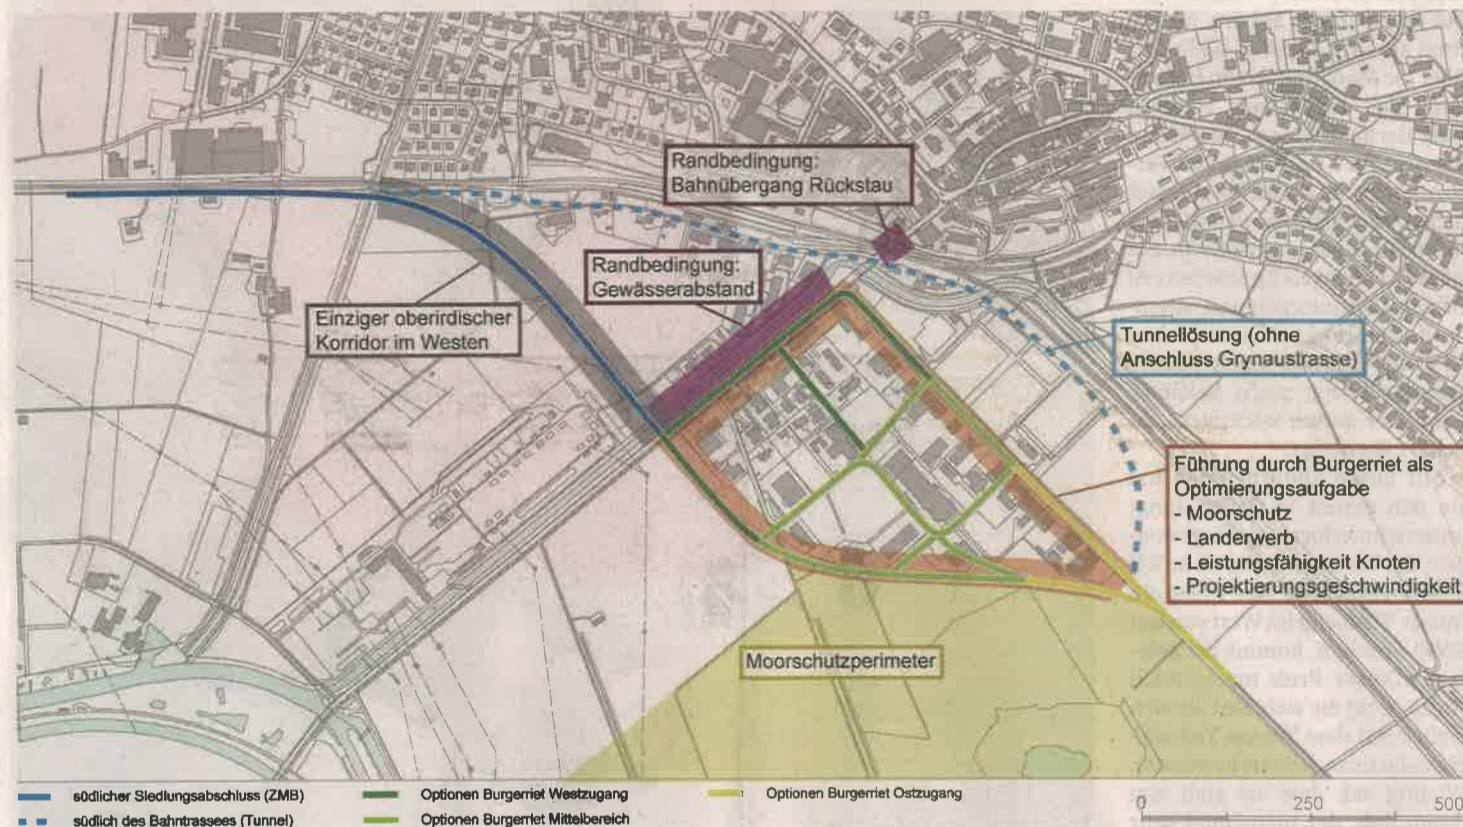 Randbedingung:
Bahnübergang Rückstau
Randbedingung:
Gewässerabstand
Einziger oberirdischer
Korridor im Westen
Tunnellösung (ohne
Anschluss Grynaustrasse)
Führung durch Burgerriet als
Optimierungsaufgabe
- Moorschutz
- Landerwerb
- Leistungsfähigkeit Knoten
- Projektierungsgeschwindigkeit
Moorschutzperimeter
südlicher Siedlungsabschluss (ZMB)
südlich des Bahntrassees (Tunnel)
Optionen Burgerriet Westzugang
Optionen Burgerriet Mittelbereich
Optionen Burgerriet Ostzugang
0 250 500